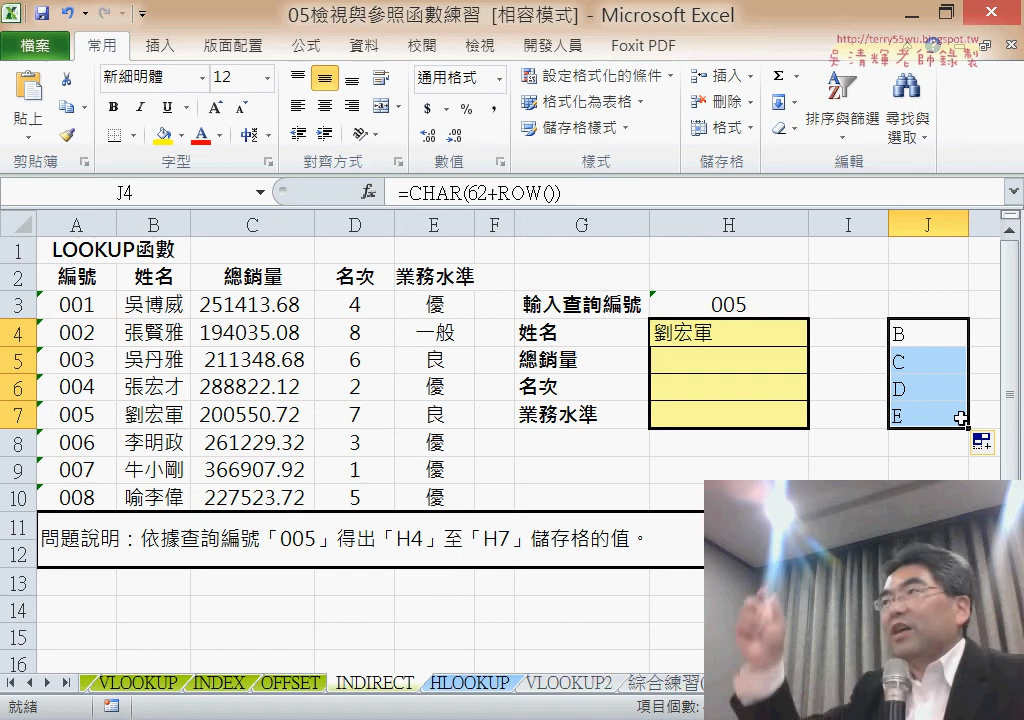 05檢視與參照函數練習 [相容模式] - Microsoft Excel
檔案 常用 插入 版面配置 公式 資料 校閱 檢視 開發人員 Foxit PDF
http://terry55wu.blogspot.tw
吳清輝老師錄製
新細明體 12 通用格式 設定格式化的條件 插入 Σ
貼上 B I U A A $ % , 格式化為表格 刪除 排序與篩選 尋找與選取
儲存格樣式 格式
剪貼簿 字型 對齊方式 數值 樣式 儲存格 編輯
J4 fx =CHAR(62+ROW())
A B C D E F G H I J
1 LOOKUP函數
2 編號 姓名 總銷量 名次 業務水準
3 001 吳博威 251413.68 4 優 輸入查詢編號 005
4 002 張賢雅 194035.08 8 一般 姓名 劉宏軍 B
5 003 吳丹雅 211348.68 6 良 總銷量 C
6 004 張宏才 288822.12 2 優 名次 D
7 005 劉宏軍 200550.72 7 良 業務水準 E
8 006 李明政 261229.32 3 優
9 007 牛小剛 366907.92 1 優
10 008 喻李偉 227523.72 5 優
11
問題說明：依據查詢編號「005」得出「H4」至「H7」儲存格的值。
12
13
14
15
16
VLOOKUP INDEX OFFSET INDIRECT HLOOKUP VLOOKUP2 綜合練習(
就緒 項目個數: